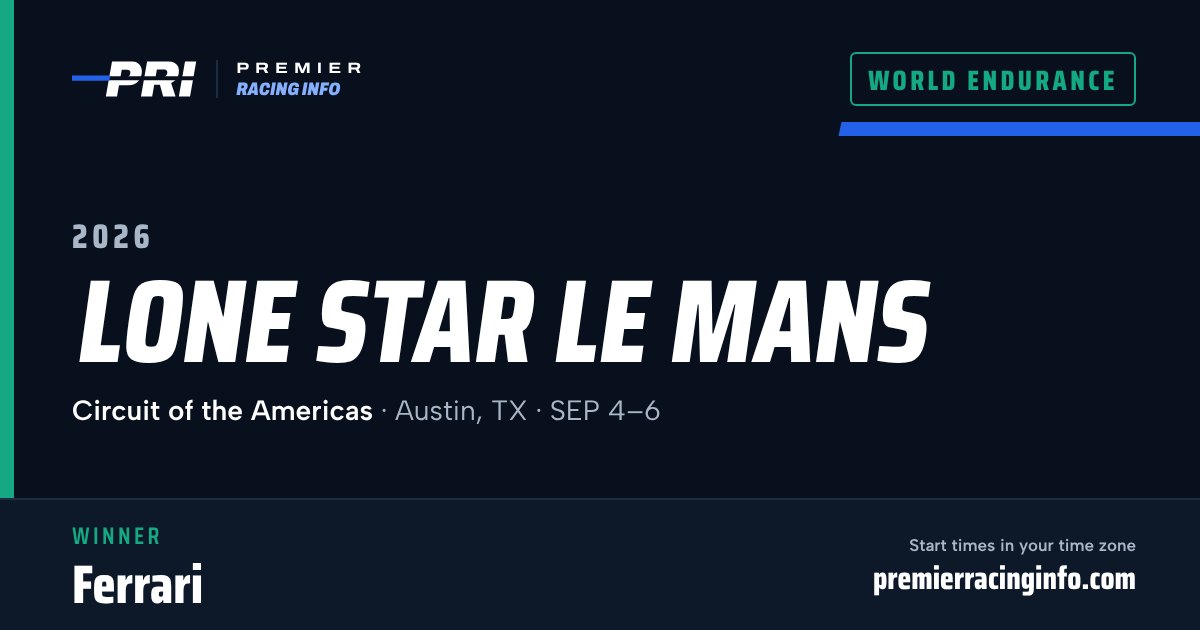 PRI
PREMIER
RACING INFO
WORLD ENDURANCE
2026
LONE STAR LE MANS
Circuit of the Americas · Austin, TX · SEP 4–6
WINNER
Ferrari
Start times in your time zone
premierracinginfo.com